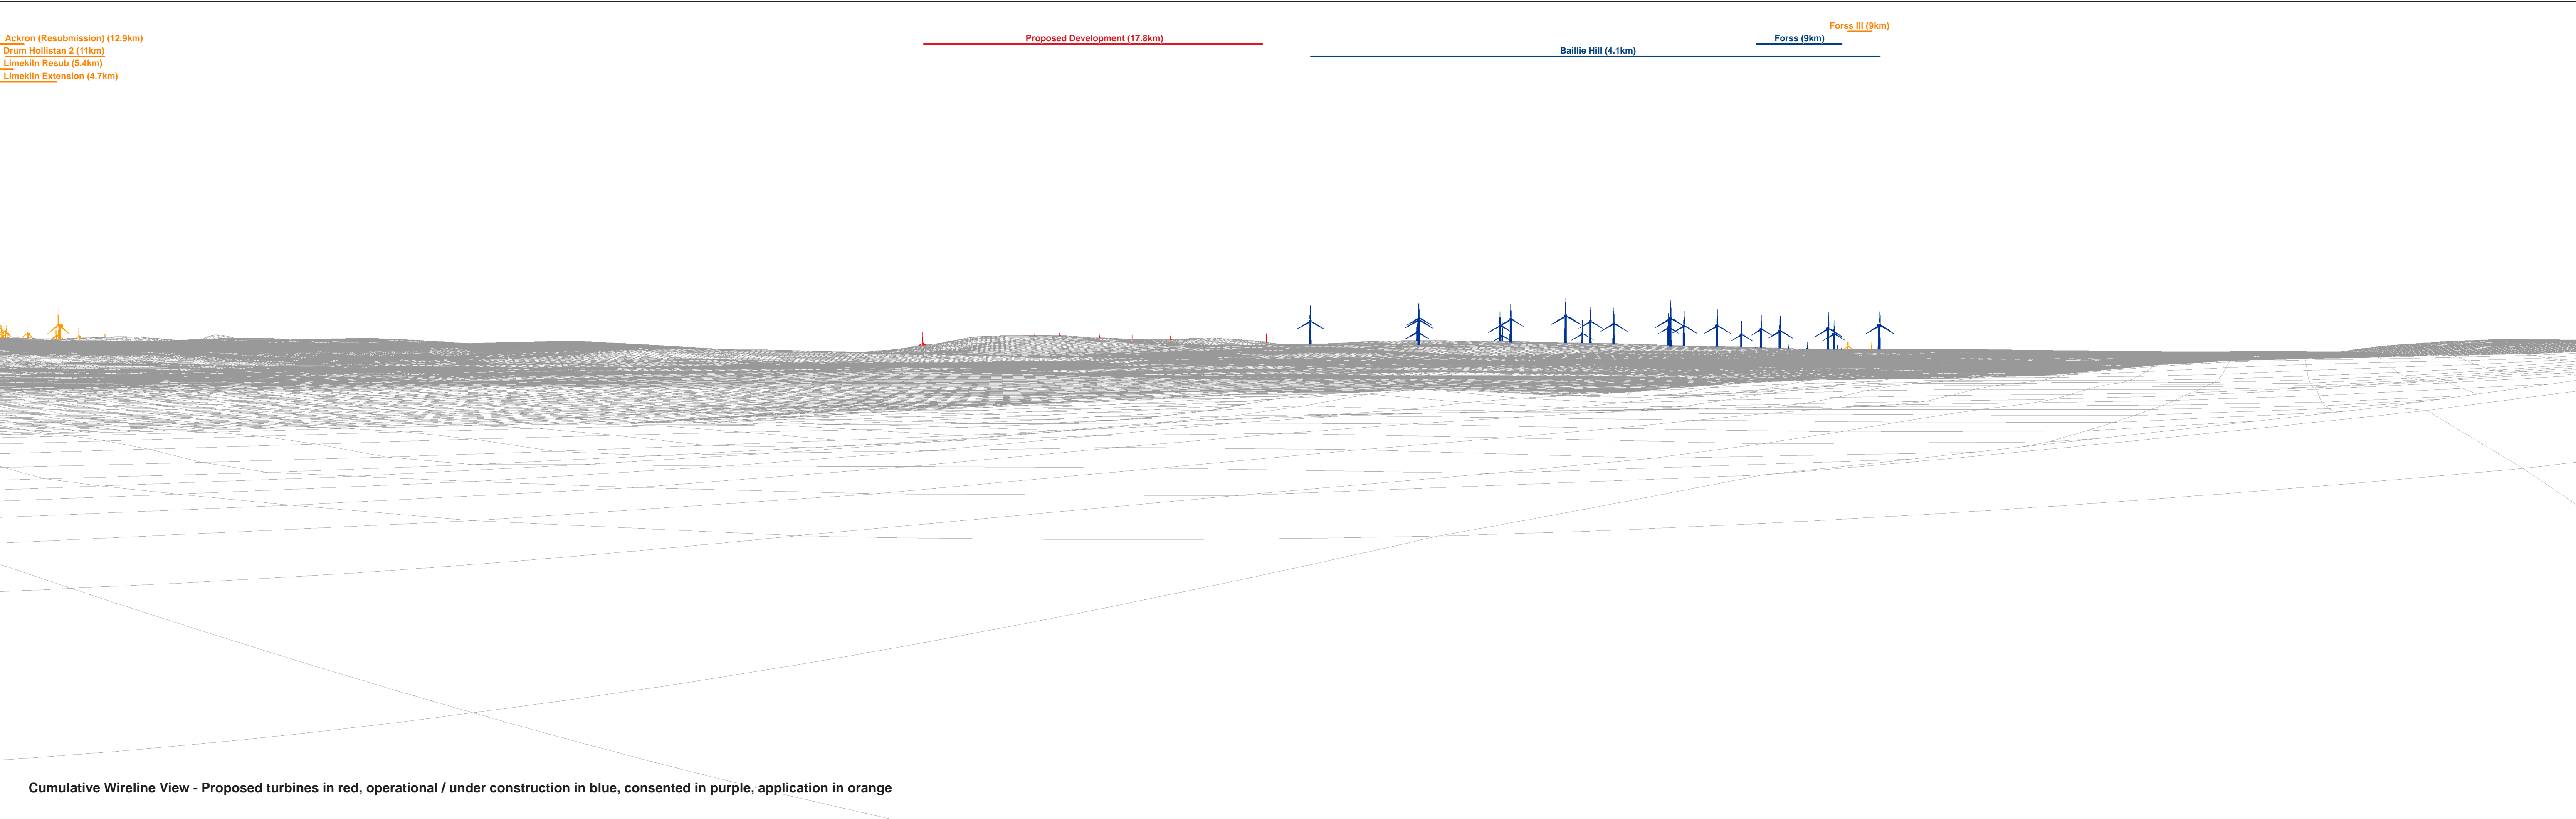 Ackron (Resubmission) (12.9km)
Drum Hollistan 2 (11km)
Limekiln Resub (5.4km)
Limekiln Extension (4.7km)
Proposed Development (17.8km)
Forss III (9km)
Forss (9km)
Baillie Hill (4.1km)
Cumulative Wireline View - Proposed turbines in red, operational / under construction in blue, consented in purple, application in orange